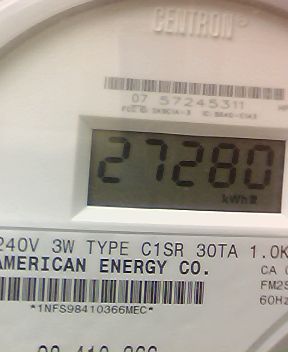 CENTRON
07 57245311
27280
kWh
240V 3W TYPE C1SR 30TA 1.0K
AMERICAN ENERGY CO. CA
FM2S
*1NFS98410366MEC* 60Hz